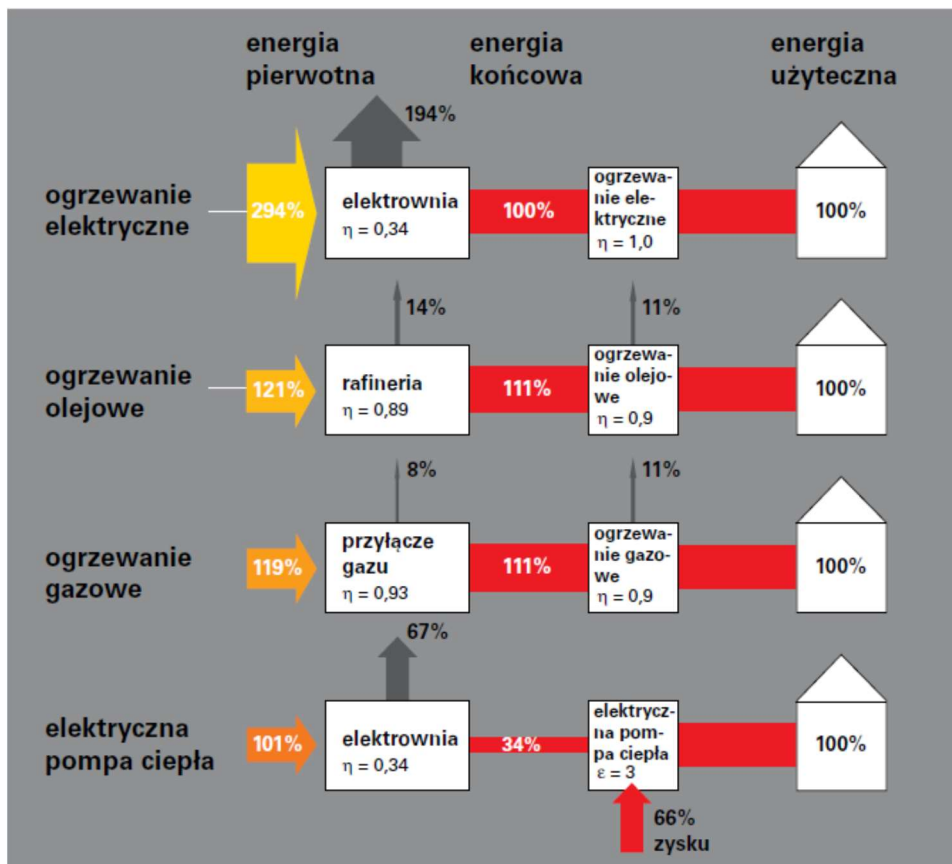 energia
pierwotna
energia
końcowa
energia
użyteczna
194%
ogrzewanie
elektryczne
294%
elektrownia
η = 0,34
100%
ogrzewa-
nie ele-
ktryczne
η = 1,0
100%
14%
11%
ogrzewanie
olejowe
121%
rafineria
η = 0,89
111%
ogrzewa-
nie olejo-
we
η = 0,9
100%
8%
11%
ogrzewanie
gazowe
119%
przyłącze
gazu
η = 0,93
111%
ogrzewa-
nie gazo-
we
η = 0,9
100%
67%
elektryczna
pompa ciepła
101%
elektrownia
η = 0,34
34%
elektrycz-
na pom-
pa ciepła
ε = 3
100%
66%
zysku